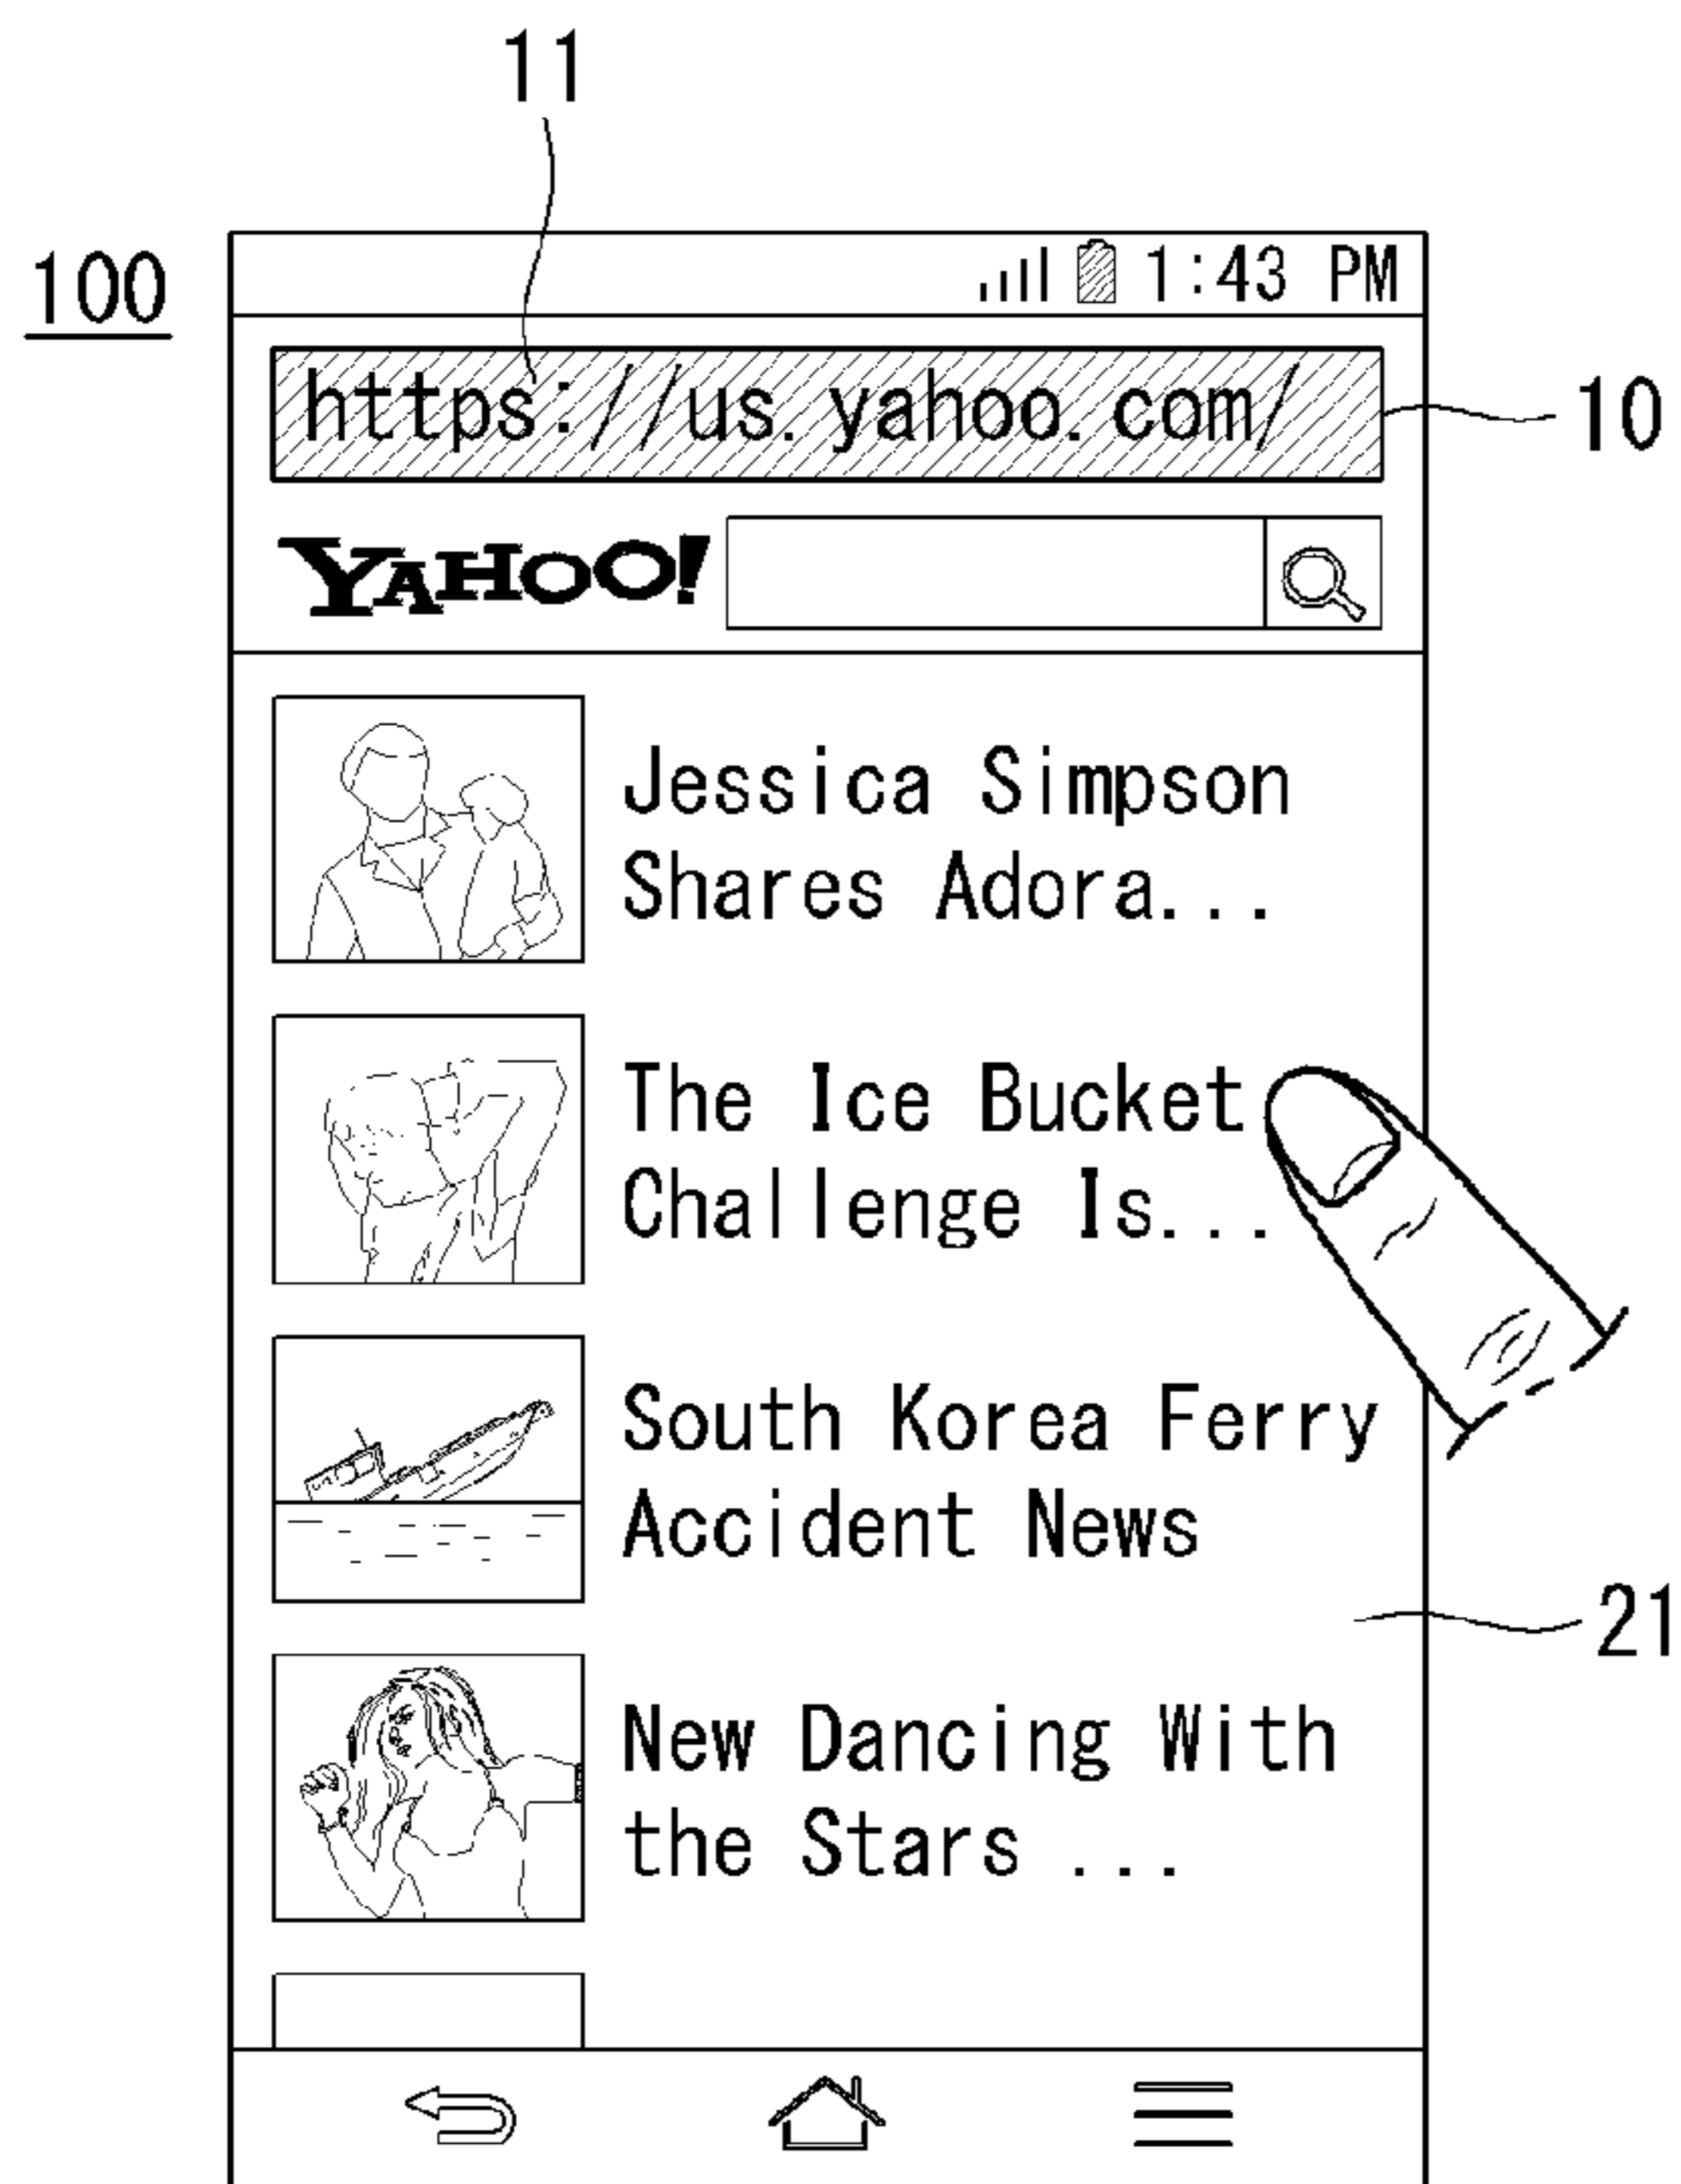 11
100
1:43 PM
https://us.yahoo.com/
10
YAHOO!
Jessica Simpson
Shares Adora...
The Ice Bucket
Challenge Is...
South Korea Ferry
Accident News
21
New Dancing With
the Stars ...